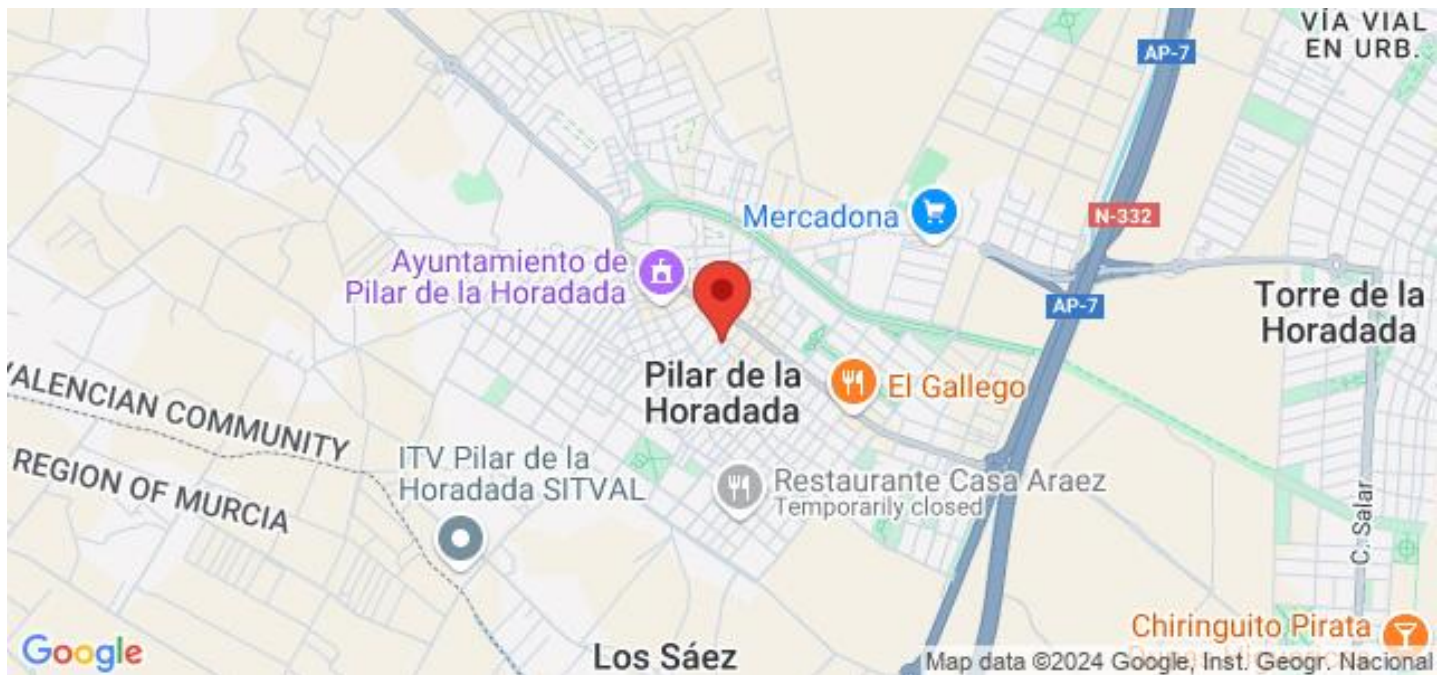 VÍA VIAL
EN URB.
AP-7
Mercadona
N-332
Ayuntamiento de
Pilar de la Horadada
AP-7
Torre de la
Horadada
Pilar de la
Horadada
El Gallego
VALENCIAN COMMUNITY
REGION OF MURCIA
ITV Pilar de la
Horadada SITVAL
Restaurante Casa Araez
Temporarily closed
C. Salar
Chiringuito Pirata
Los Sáez
Google
Map data ©2024 Google, Inst. Geogr. Nacional